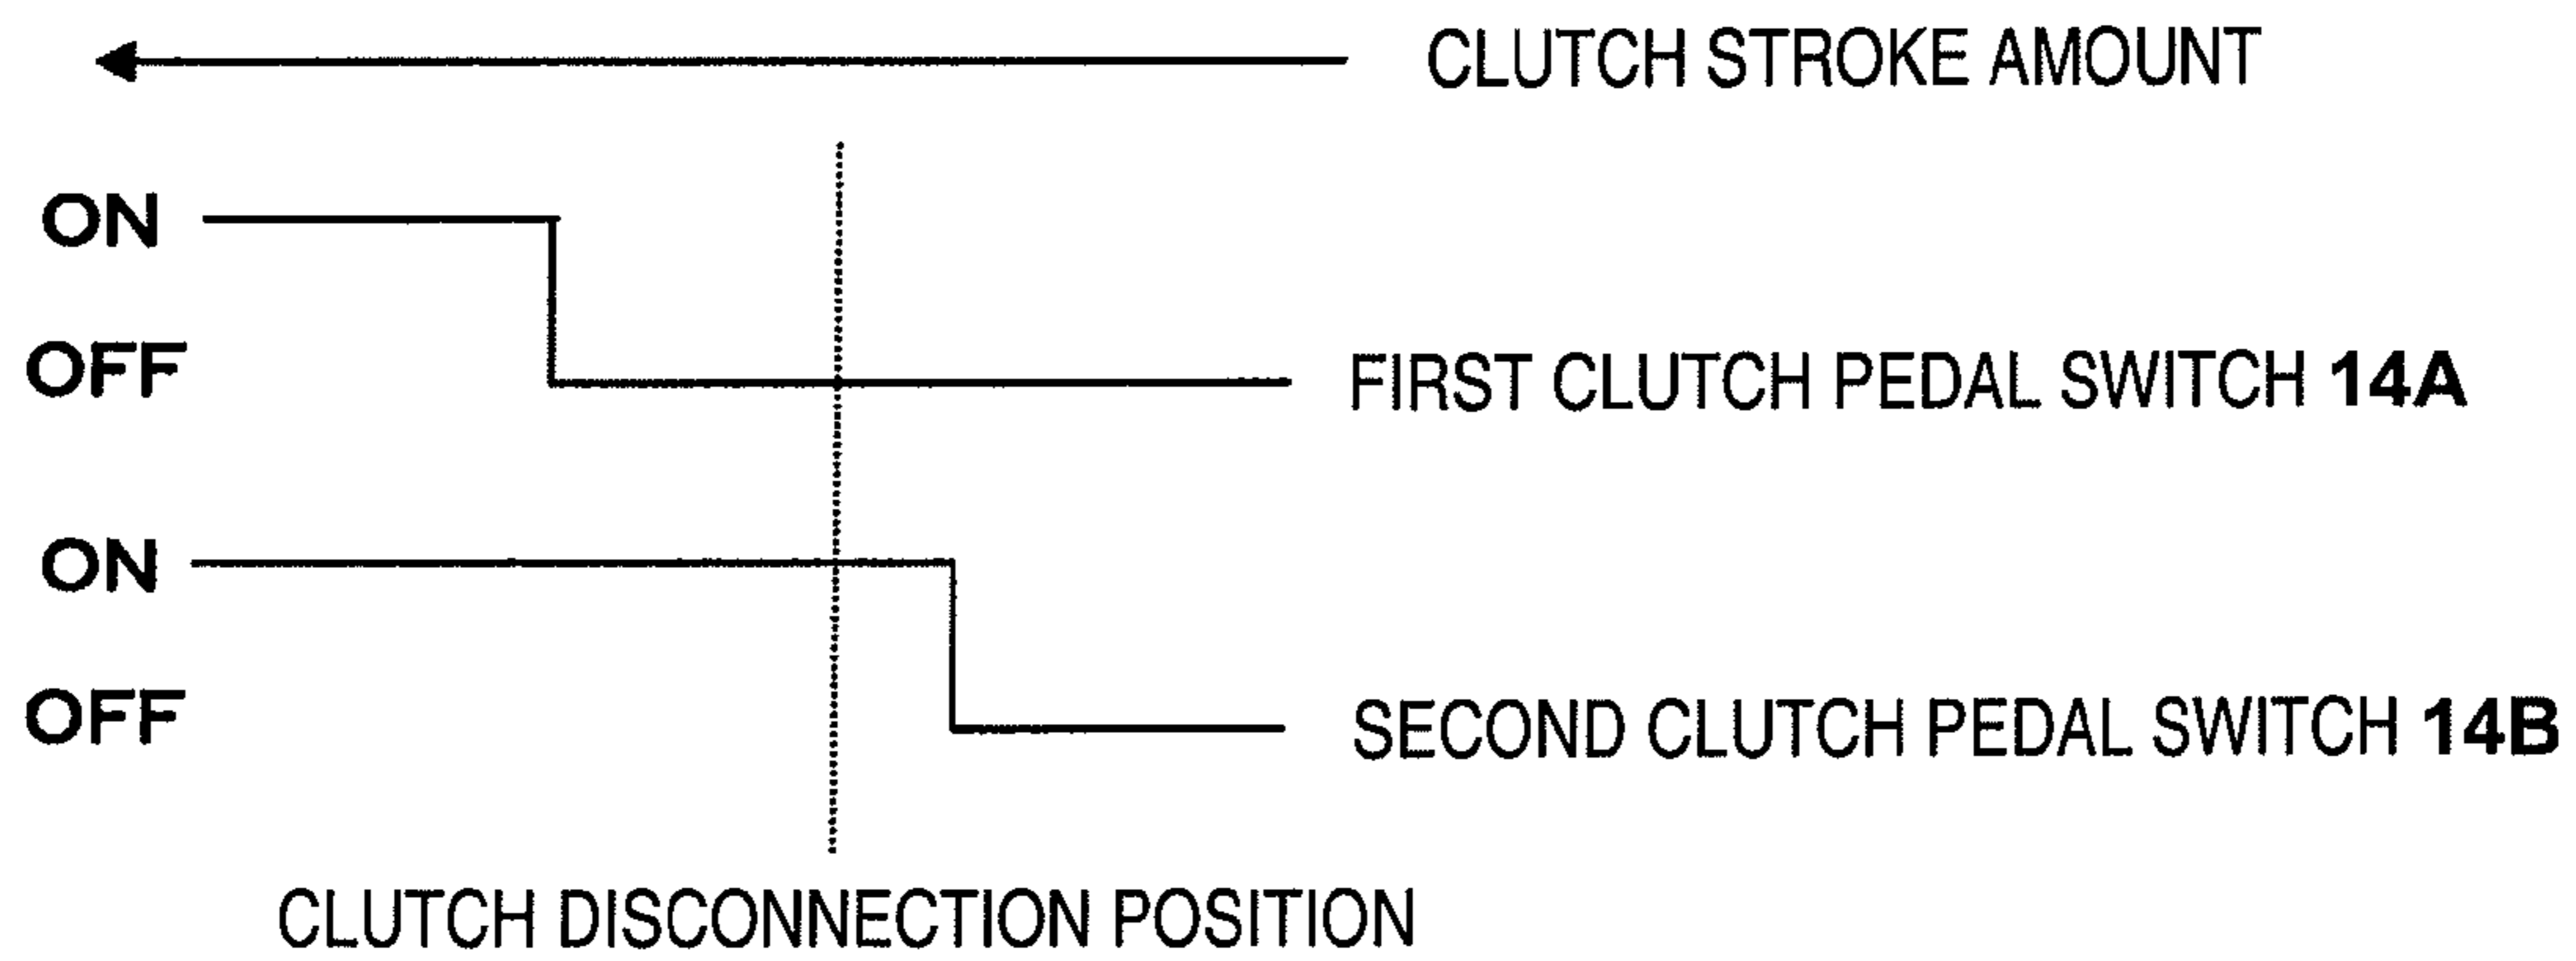 CLUTCH STROKE AMOUNT
ON
OFF
FIRST CLUTCH PEDAL SWITCH 14A
ON
OFF
SECOND CLUTCH PEDAL SWITCH 14B
CLUTCH DISCONNECTION POSITION